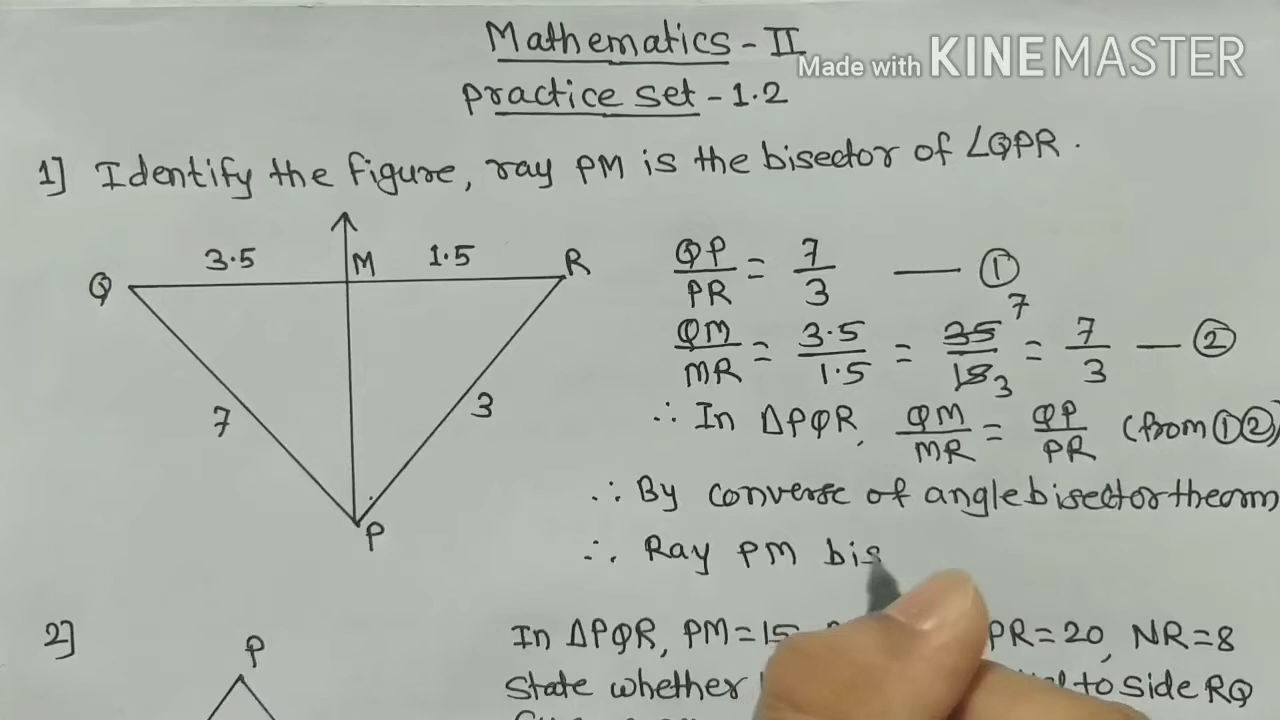 Mathematics - II
Made with KINEMASTER
practice set - 1.2
1] Identify the figure, ray PM is the bisector of ∠QPR.
3.5 M 1.5 R
Q
7
3
P
QP/PR = 7/3 — ①
QM/MR = 3.5/1.5 = 35/15 = 7/3 — ②
7
3
∴ In ΔPQR, QM/MR = QP/PR (from ①②)
∴ By converse of angle bisector theorm
∴ Ray PM bis
2]
P
In ΔPQR, PM = 15, PR = 20, NR = 8
State whether to side RQ